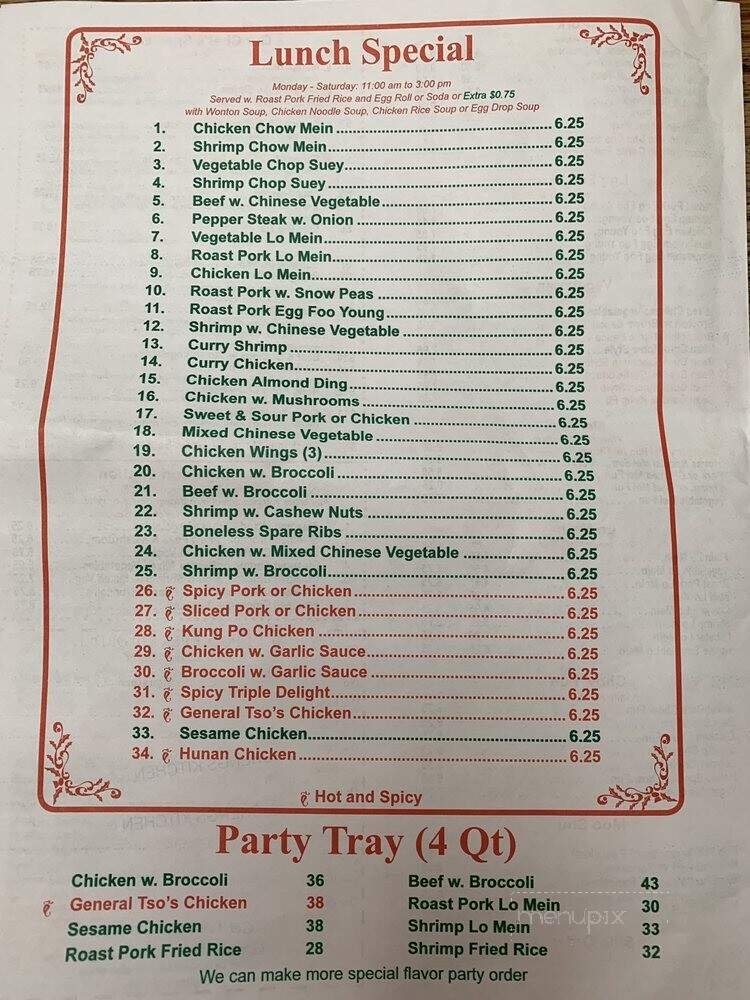 Lunch Special
Monday - Saturday: 11:00 am to 3:00 pm
Served w. Roast Pork Fried Rice and Egg Roll or Soda or Extra $0.75
with Wonton Soup, Chicken Noodle Soup, Chicken Rice Soup or Egg Drop Soup
1. Chicken Chow Mein 6.25
2. Shrimp Chow Mein 6.25
3. Vegetable Chop Suey 6.25
4. Shrimp Chop Suey 6.25
5. Beef w. Chinese Vegetable 6.25
6. Pepper Steak w. Onion 6.25
7. Vegetable Lo Mein 6.25
8. Roast Pork Lo Mein 6.25
9. Chicken Lo Mein 6.25
10. Roast Pork w. Snow Peas 6.25
11. Roast Pork Egg Foo Young 6.25
12. Shrimp w. Chinese Vegetable 6.25
13. Curry Shrimp 6.25
14. Curry Chicken 6.25
15. Chicken Almond Ding 6.25
16. Chicken w. Mushrooms 6.25
17. Sweet & Sour Pork or Chicken 6.25
18. Mixed Chinese Vegetable 6.25
19. Chicken Wings (3) 6.25
20. Chicken w. Broccoli 6.25
21. Beef w. Broccoli 6.25
22. Shrimp w. Cashew Nuts 6.25
23. Boneless Spare Ribs 6.25
24. Chicken w. Mixed Chinese Vegetable 6.25
25. Shrimp w. Broccoli 6.25
26. Spicy Pork or Chicken 6.25
27. Sliced Pork or Chicken 6.25
28. Kung Po Chicken 6.25
29. Chicken w. Garlic Sauce 6.25
30. Broccoli w. Garlic Sauce 6.25
31. Spicy Triple Delight 6.25
32. General Tso's Chicken 6.25
33. Sesame Chicken 6.25
34. Hunan Chicken 6.25
Hot and Spicy
Party Tray (4 Qt)
Chicken w. Broccoli 36
General Tso's Chicken 38
Sesame Chicken 38
Roast Pork Fried Rice 28
Beef w. Broccoli 43
Roast Pork Lo Mein 30
Shrimp Lo Mein 33
Shrimp Fried Rice 32
We can make more special flavor party order
menupix